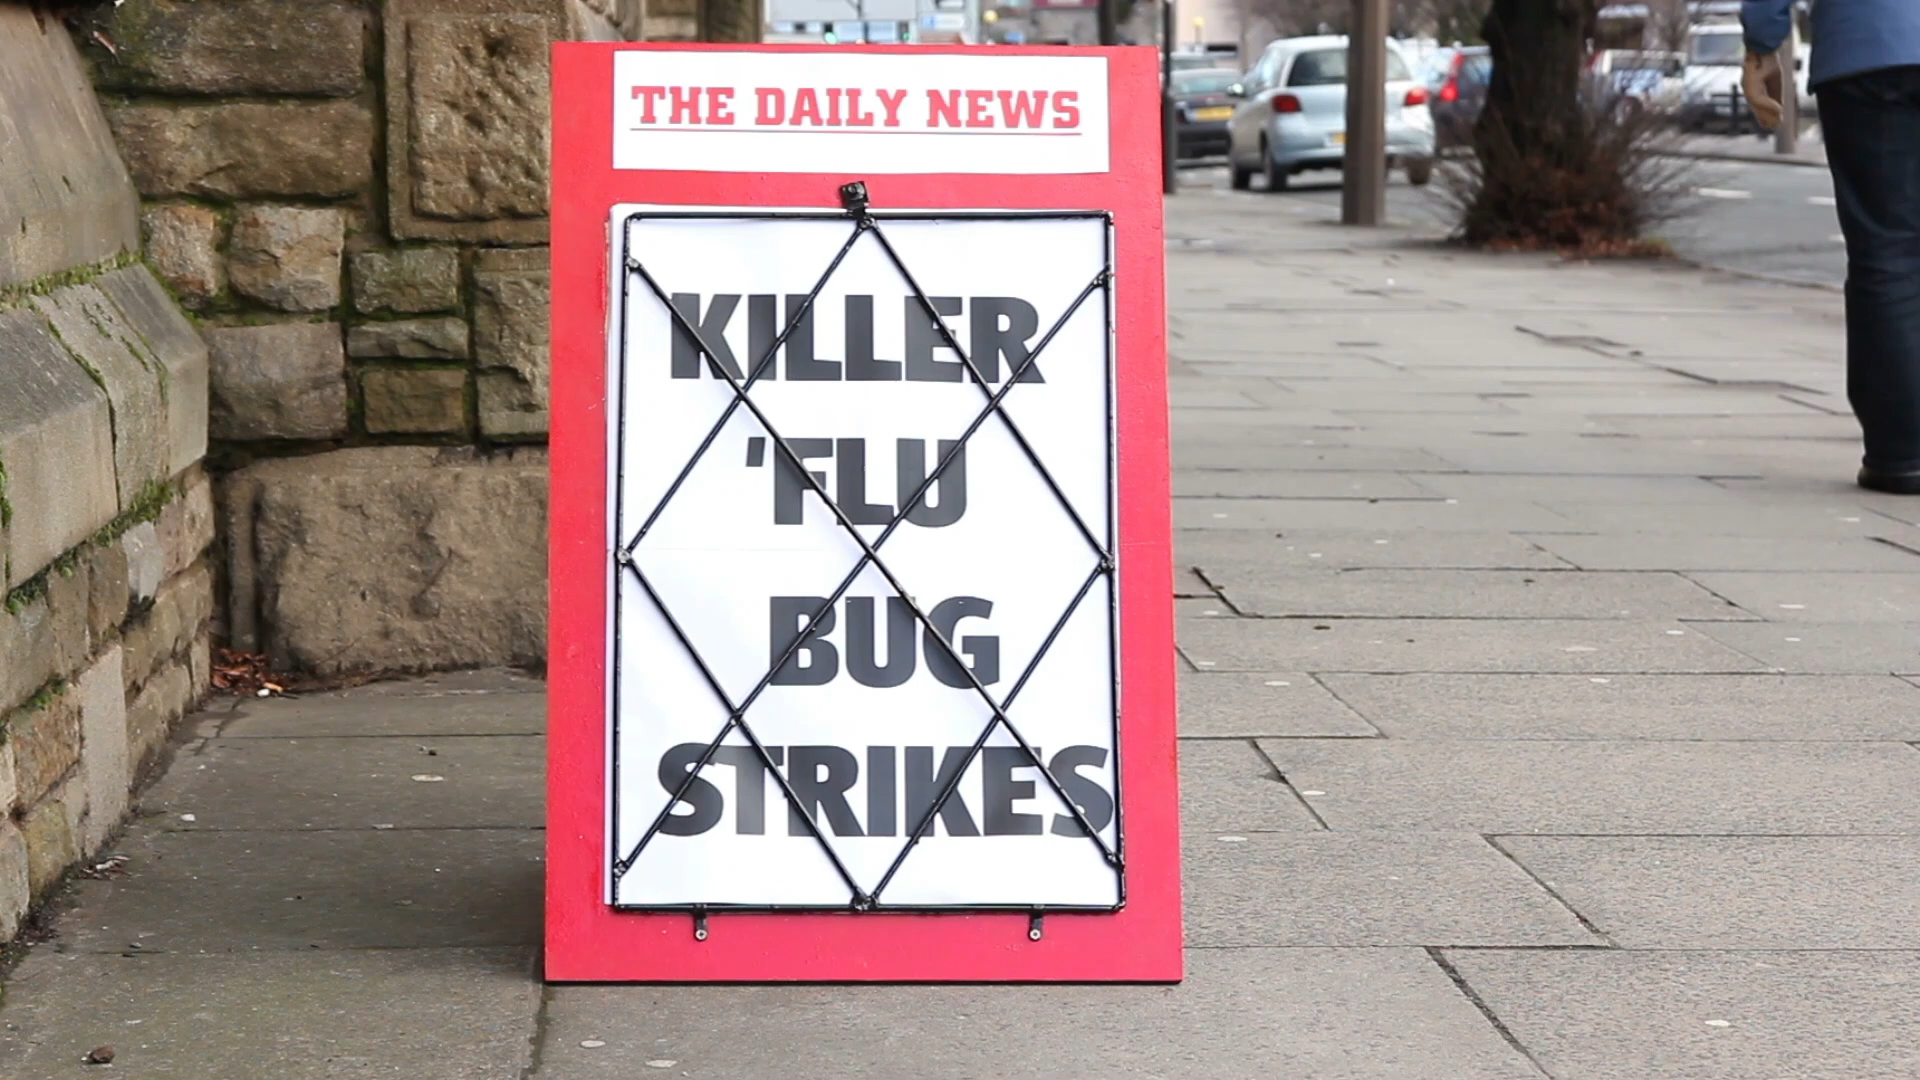 THE DAILY NEWS
KILLER
'FLU
BUG
STRIKES